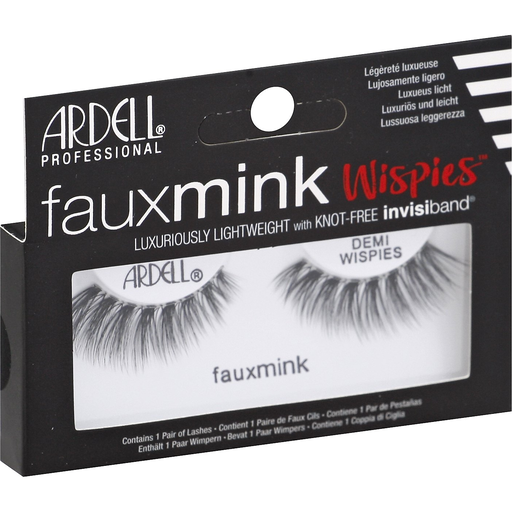 Légèreté luxueuse
Lujosamente ligero
Luxueus licht
Luxuriös und leicht
Lussuosa leggerezza
ARDELL®
PROFESSIONAL
fauxmink Wispies™
LUXURIOUSLY LIGHTWEIGHT with KNOT-FREE invisiband®
ARDELL®
DEMI
WISPIES
fauxmink
Contains 1 Pair of Lashes • Contient 1 Paire de Faux Cils • Contiene 1 Par de Pestañas
Enthält 1 Paar Wimpern • Bevat 1 Paar Wimpers • Contiene 1 Coppia di Ciglia